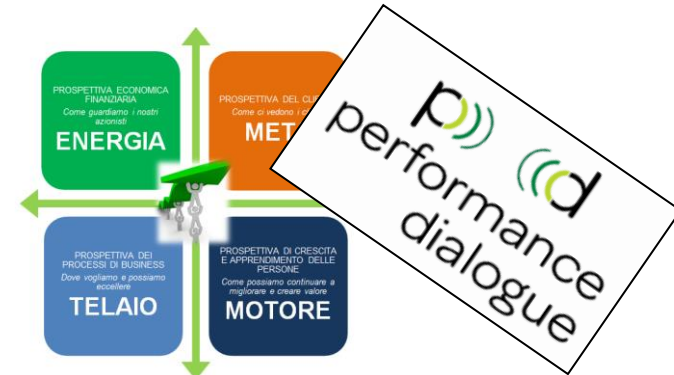 PROSPETTIVA ECONOMICA
FINANZIARIA
Come guardiamo i nostri
azionisti
ENERGIA
PROSPETTIVA DEL
Come ci vedono i
PROSPETTIVA DEI
PROCESSI DI BUSINESS
Dove vogliamo e possiamo
eccellere
TELAIO
PROSPETTIVA DI CRESCITA
E APPRENDIMENTO DELLE
PERSONE
Come possiamo continuare a
migliorare e creare valore
MOTORE
p d
performance
dialogue